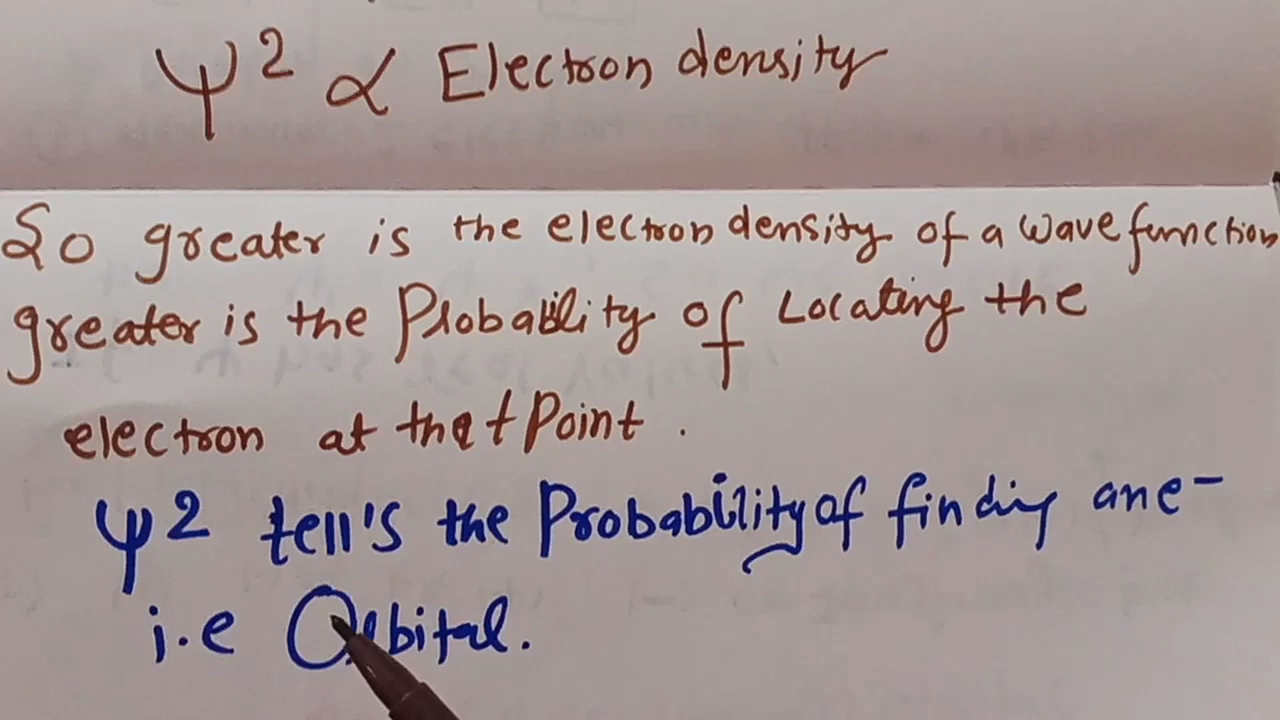 ψ² ∝ Electron density
So greater is the electron density of a wave function
greater is the Probability of Locating the
electron at that Point.
ψ² tell's the Probability of finding an e⁻
i.e Orbital.